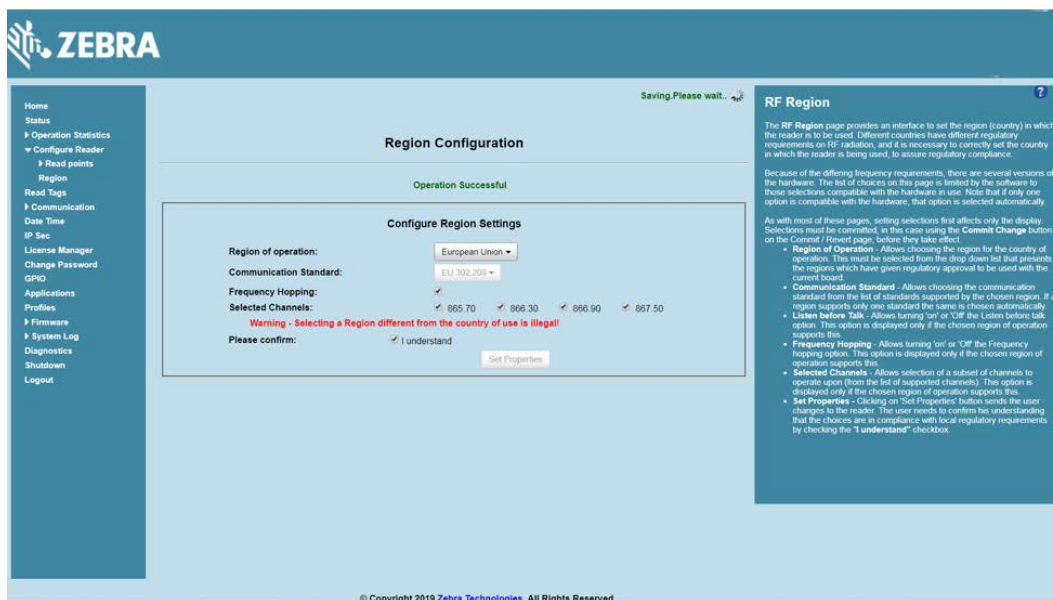 ZEBRA
Home
Status
Operation Statistics
Configure Reader
Read points
Region
Read Tags
Communication
Date Time
IP Sec
License Manager
Change Password
GPIO
Applications
Profiles
Firmware
System Log
Diagnostics
Shutdown
Logout
Saving.Please wait..
Region Configuration
Operation Successful
Configure Region Settings
Region of operation: European Union
Communication Standard: EU 302.208
Frequency Hopping:
Selected Channels: 865.70 866.30 866.90 867.50
Warning - Selecting a Region different from the country of use is illegal!
Please confirm: I understand
Set Properties
?
RF Region
The RF Region page provides an interface to set the region (country) in which
the reader is to be used. Different countries have different regulatory
requirements on RF radiation, and it is necessary to correctly set the country
in which the reader is being used, to assure regulatory compliance.
Because of the differing frequency requirements, there are several versions of
the hardware. The list of choices on this page is limited by the software to
those selections compatible with the hardware in use. Note that if only one
option is compatible with the hardware, that option is selected automatically.
As with most of these pages, setting selections first affects only the display.
Selections must be committed, in this case using the Commit Change button
on the Commit / Revert page, before they take effect.
• Region of Operation - Allows choosing the region for the country of
operation. This must be selected from the drop down list that presents
the regions which have given regulatory approval to be used with the
current board.
• Communication Standard - Allows choosing the communication
standard from the list of standards supported by the chosen region. If a
region supports only one standard the same is chosen automatically.
• Listen before Talk - Allows turning 'on' or 'Off' the Listen before talk
option. This option is displayed only if the chosen region of operation
supports this.
• Frequency Hopping - Allows turning 'on' or 'Off' the Frequency
hopping option. This option is displayed only if the chosen region of
operation supports this.
• Selected Channels - Allows selection of a subset of channels to
operate upon (from the list of supported channels). This option is
displayed only if the chosen region of operation supports this.
• Set Properties - Clicking on 'Set Properties' button sends the user
changes to the reader. The user needs to confirm his understanding
that the choices are in compliance with local regulatory requirements
by checking the "I understand" checkbox.
© Copyright 2019 Zebra Technologies. All Rights Reserved